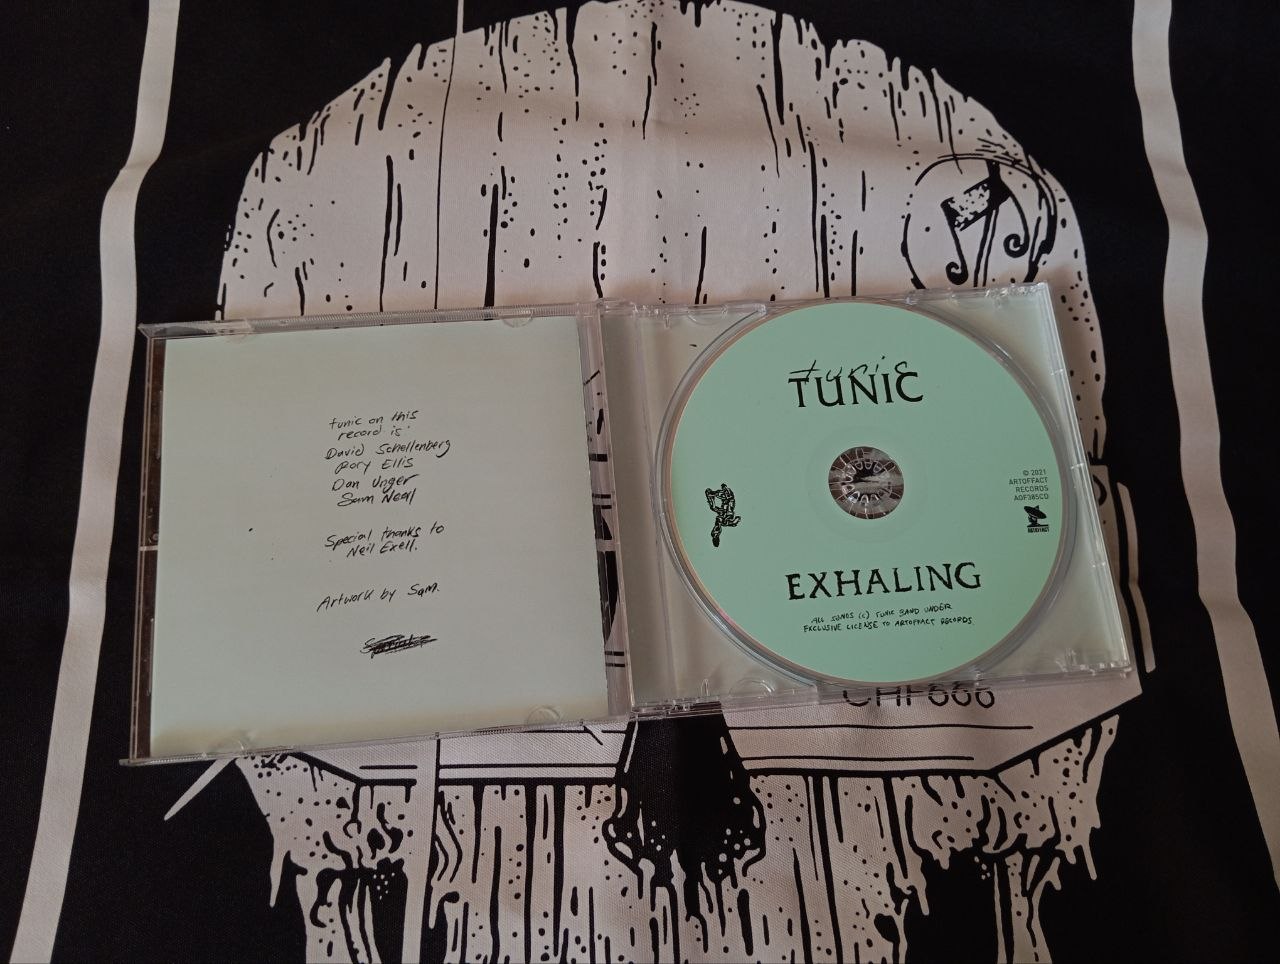 tunic on this
record is:
David Schellenberg
Rory Ellis
Dan Unger
Sam Neal
Special thanks to
Neil Exell.
Artwork by Sam.
tunic
TUNIC
© 2021
ARTOFFACT
RECORDS
AOF385CD
ARTOFFACT
EXHALING
ALL SONGS (C) TUNIC BAND UNDER
EXCLUSIVE LICENSE TO ARTOFFACT RECORDS
CHF666